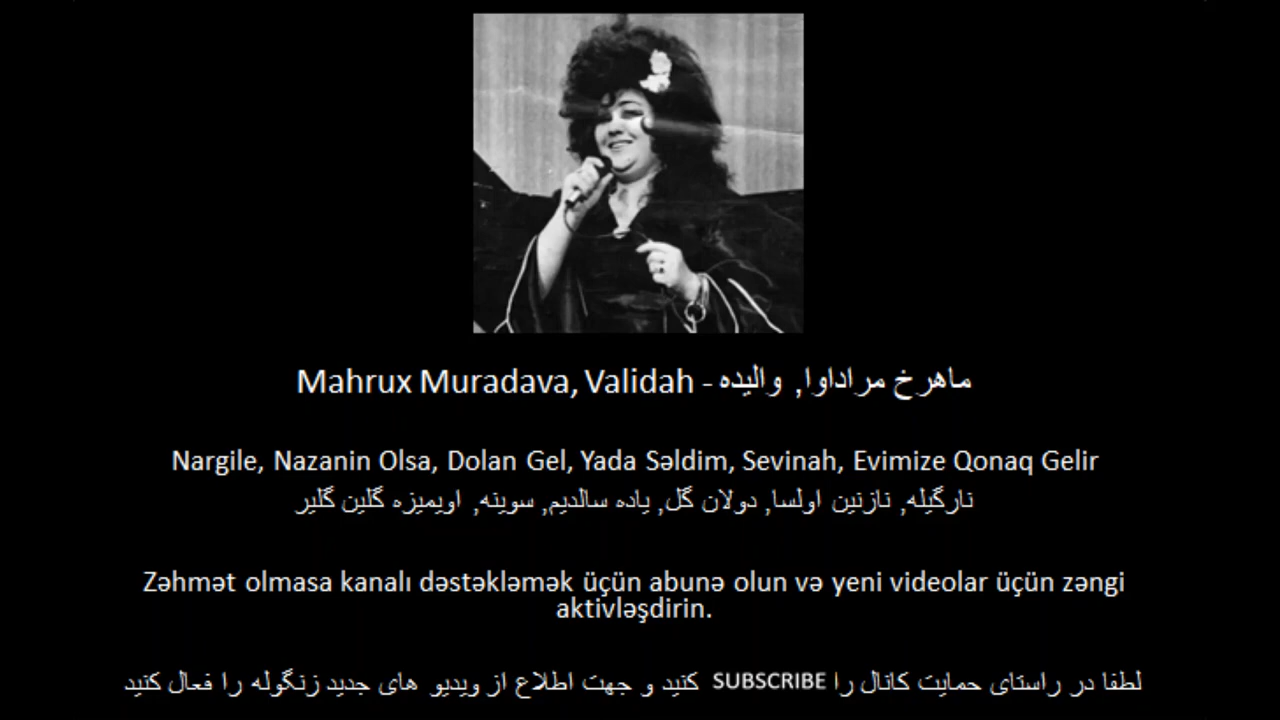 Mahrux Muradava, Validah - ماهرخ مراداوا, والیده
Nargile, Nazanin Olsa, Dolan Gel, Yada Səldim, Sevinah, Evimize Qonaq Gelir
نارگیله, نازنین اولسا, دولان گل, یاده سالدیم, سوینه, اویمیزه گلین گلیر
Zəhmət olmasa kanalı dəstəkləmək üçün abunə olun və yeni videolar üçün zəngi
aktivləşdirin.
لطفا در راستای حمایت کانال را SUBSCRIBE کنید و جهت اطلاع از ویدیو های جدید زنگوله را فعال کنید